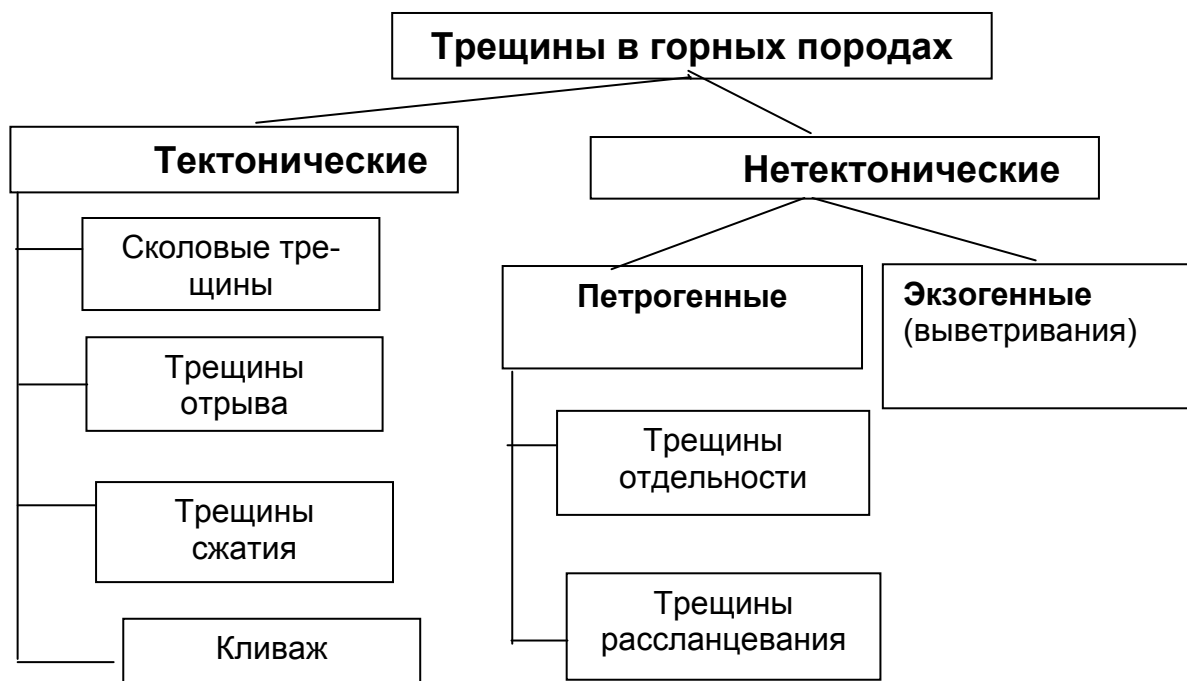 Трещины в горных породах
Тектонические
Сколовые тре-
щины
Трещины
отрыва
Трещины
сжатия
Кливаж
Нетектонические
Петрогенные
Трещины
отдельности
Трещины
рассланцевания
Экзогенные
(выветривания)